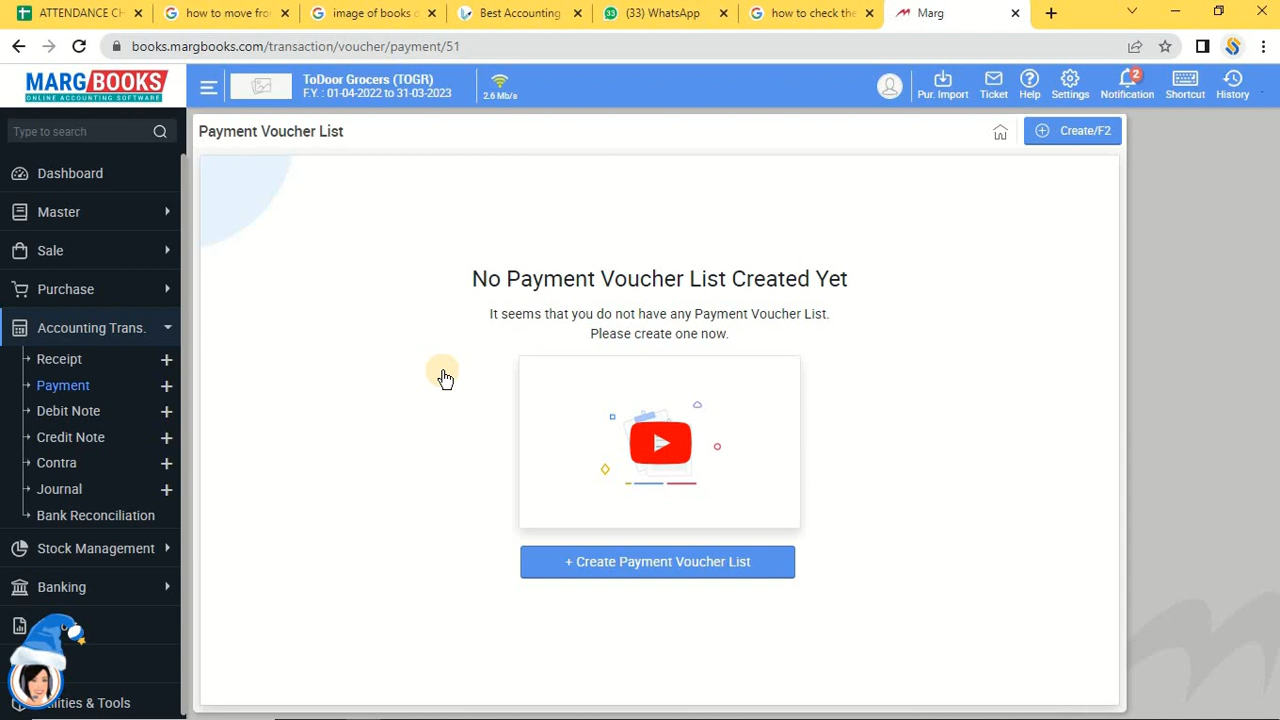 ATTENDANCE CH
how to move fro
image of books o
Best Accounting
(33) WhatsApp
how to check the
Marg
books.margbooks.com/transaction/voucher/payment/51
MARG BOOKS
ONLINE ACCOUNTING SOFTWARE
ToDoor Grocers (TOGR)
F.Y. : 01-04-2022 to 31-03-2023
2.6 Mb/s
Pur. Import
Ticket
Help
Settings
2
Notification
Shortcut
History
Type to search
Payment Voucher List
Create/F2
Dashboard
Master
Sale
Purchase
Accounting Trans.
Receipt
Payment
Debit Note
Credit Note
Contra
Journal
Bank Reconciliation
Stock Management
Banking
ilities & Tools
No Payment Voucher List Created Yet
It seems that you do not have any Payment Voucher List.
Please create one now.
+ Create Payment Voucher List